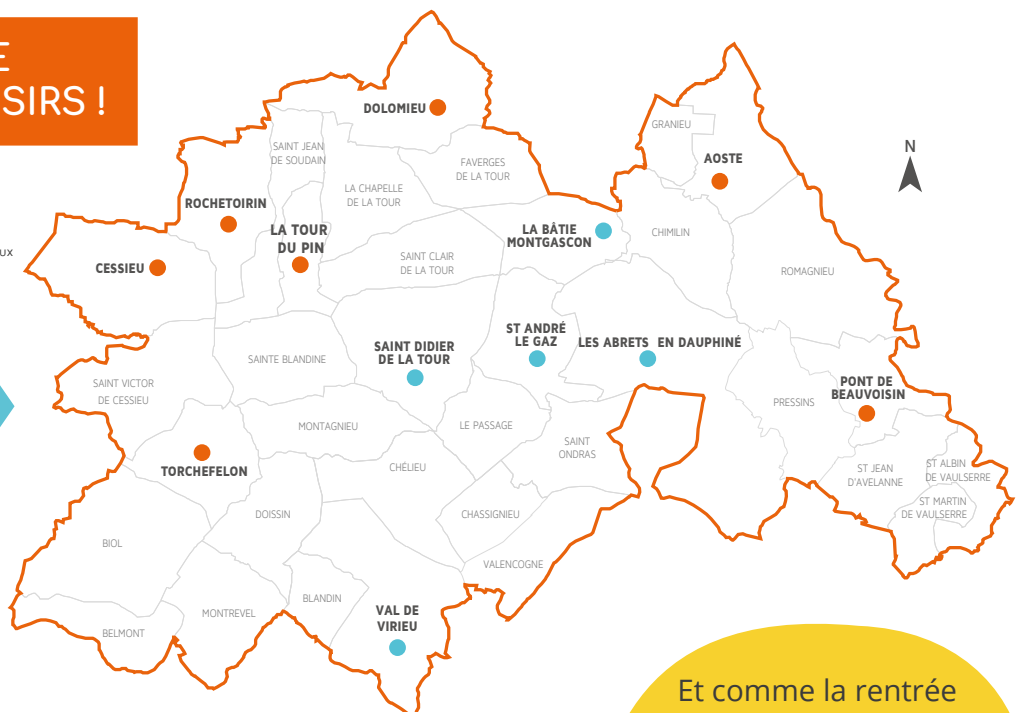 E
SIRS !
UX
DOLOMIEU
SAINT JEAN
DE SOUDAIN
FAVERGES
DE LA TOUR
LA CHAPELLE
DE LA TOUR
GRANIEU
AOSTE
N
ROCHETOIRIN
LA TOUR
DU PIN
LA BÂTIE
MONTGASCON
CHIMILIN
CESSIEU
SAINT CLAIR
DE LA TOUR
ROMAGNIEU
SAINTE BLANDINE
SAINT DIDIER
DE LA TOUR
ST ANDRÉ
LE GAZ
LES ABRETS EN DAUPHINÉ
SAINT VICTOR
DE CESSIEU
PONT DE
BEAUVOISIN
PRESSINS
MONTAGNIEU
LE PASSAGE
SAINT
ONDRAS
TORCHEFELON
CHÉLIEU
ST JEAN
D'AVELANNE
ST ALBIN
DE VAULSERRE
ST MARTIN
DE VAULSERRE
DOISSIN
CHASSIGNIEU
BIOL
VALENCOGNE
BLANDIN
MONTREVEL
BELMONT
VAL DE
VIRIEU
Et comme la rentrée